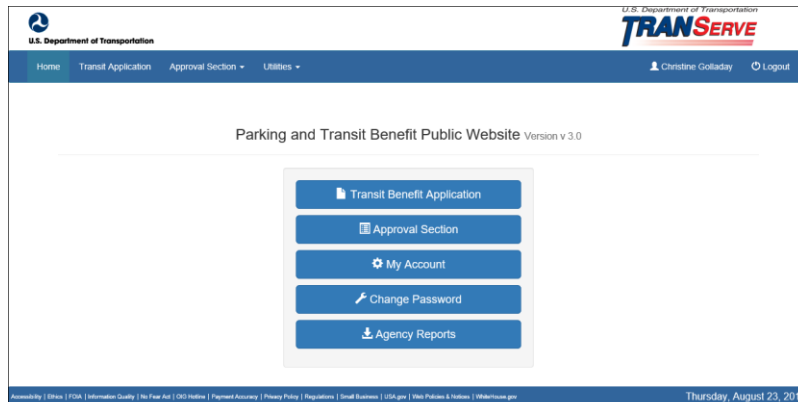 U.S. Department of Transportation
U.S. Department of Transportation
TRANSERVE
Home Transit Application Approval Section Utilities Christine Golladay Logout
Parking and Transit Benefit Public Website Version v 3.0
Transit Benefit Application
Approval Section
My Account
Change Password
Agency Reports
Accessibility | Ethics | FOIA | Information Quality | No Fear Act | OIG Hotline | Payment Accuracy | Privacy Policy | Regulations | Small Business | USA.gov | Web Policies & Notices | WhiteHouse.gov Thursday, August 23, 201